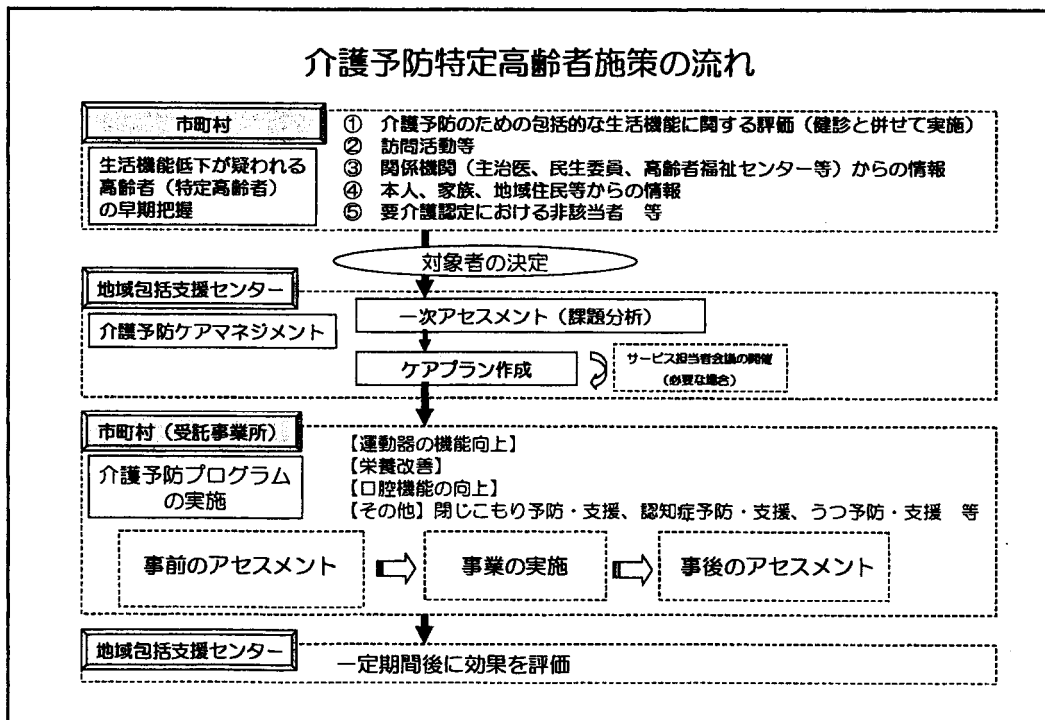 介護予防特定高齢者施策の流れ
市町村
生活機能低下が疑われる
高齢者（特定高齢者）
の早期把握
① 介護予防のための包括的な生活機能に関する評価（健診と併せて実施）
② 訪問活動等
③ 関係機関（主治医、民生委員、高齢者福祉センター等）からの情報
④ 本人、家族、地域住民等からの情報
⑤ 要介護認定における非該当者　等
対象者の決定
地域包括支援センター
介護予防ケアマネジメント
一次アセスメント（課題分析）
ケアプラン作成
サービス担当者会議の開催
（必要な場合）
市町村（受託事業所）
介護予防プログラム
の実施
【運動器の機能向上】
【栄養改善】
【口腔機能の向上】
【その他】閉じこもり予防・支援、認知症予防・支援、うつ予防・支援　等
事前のアセスメント
事業の実施
事後のアセスメント
地域包括支援センター
一定期間後に効果を評価